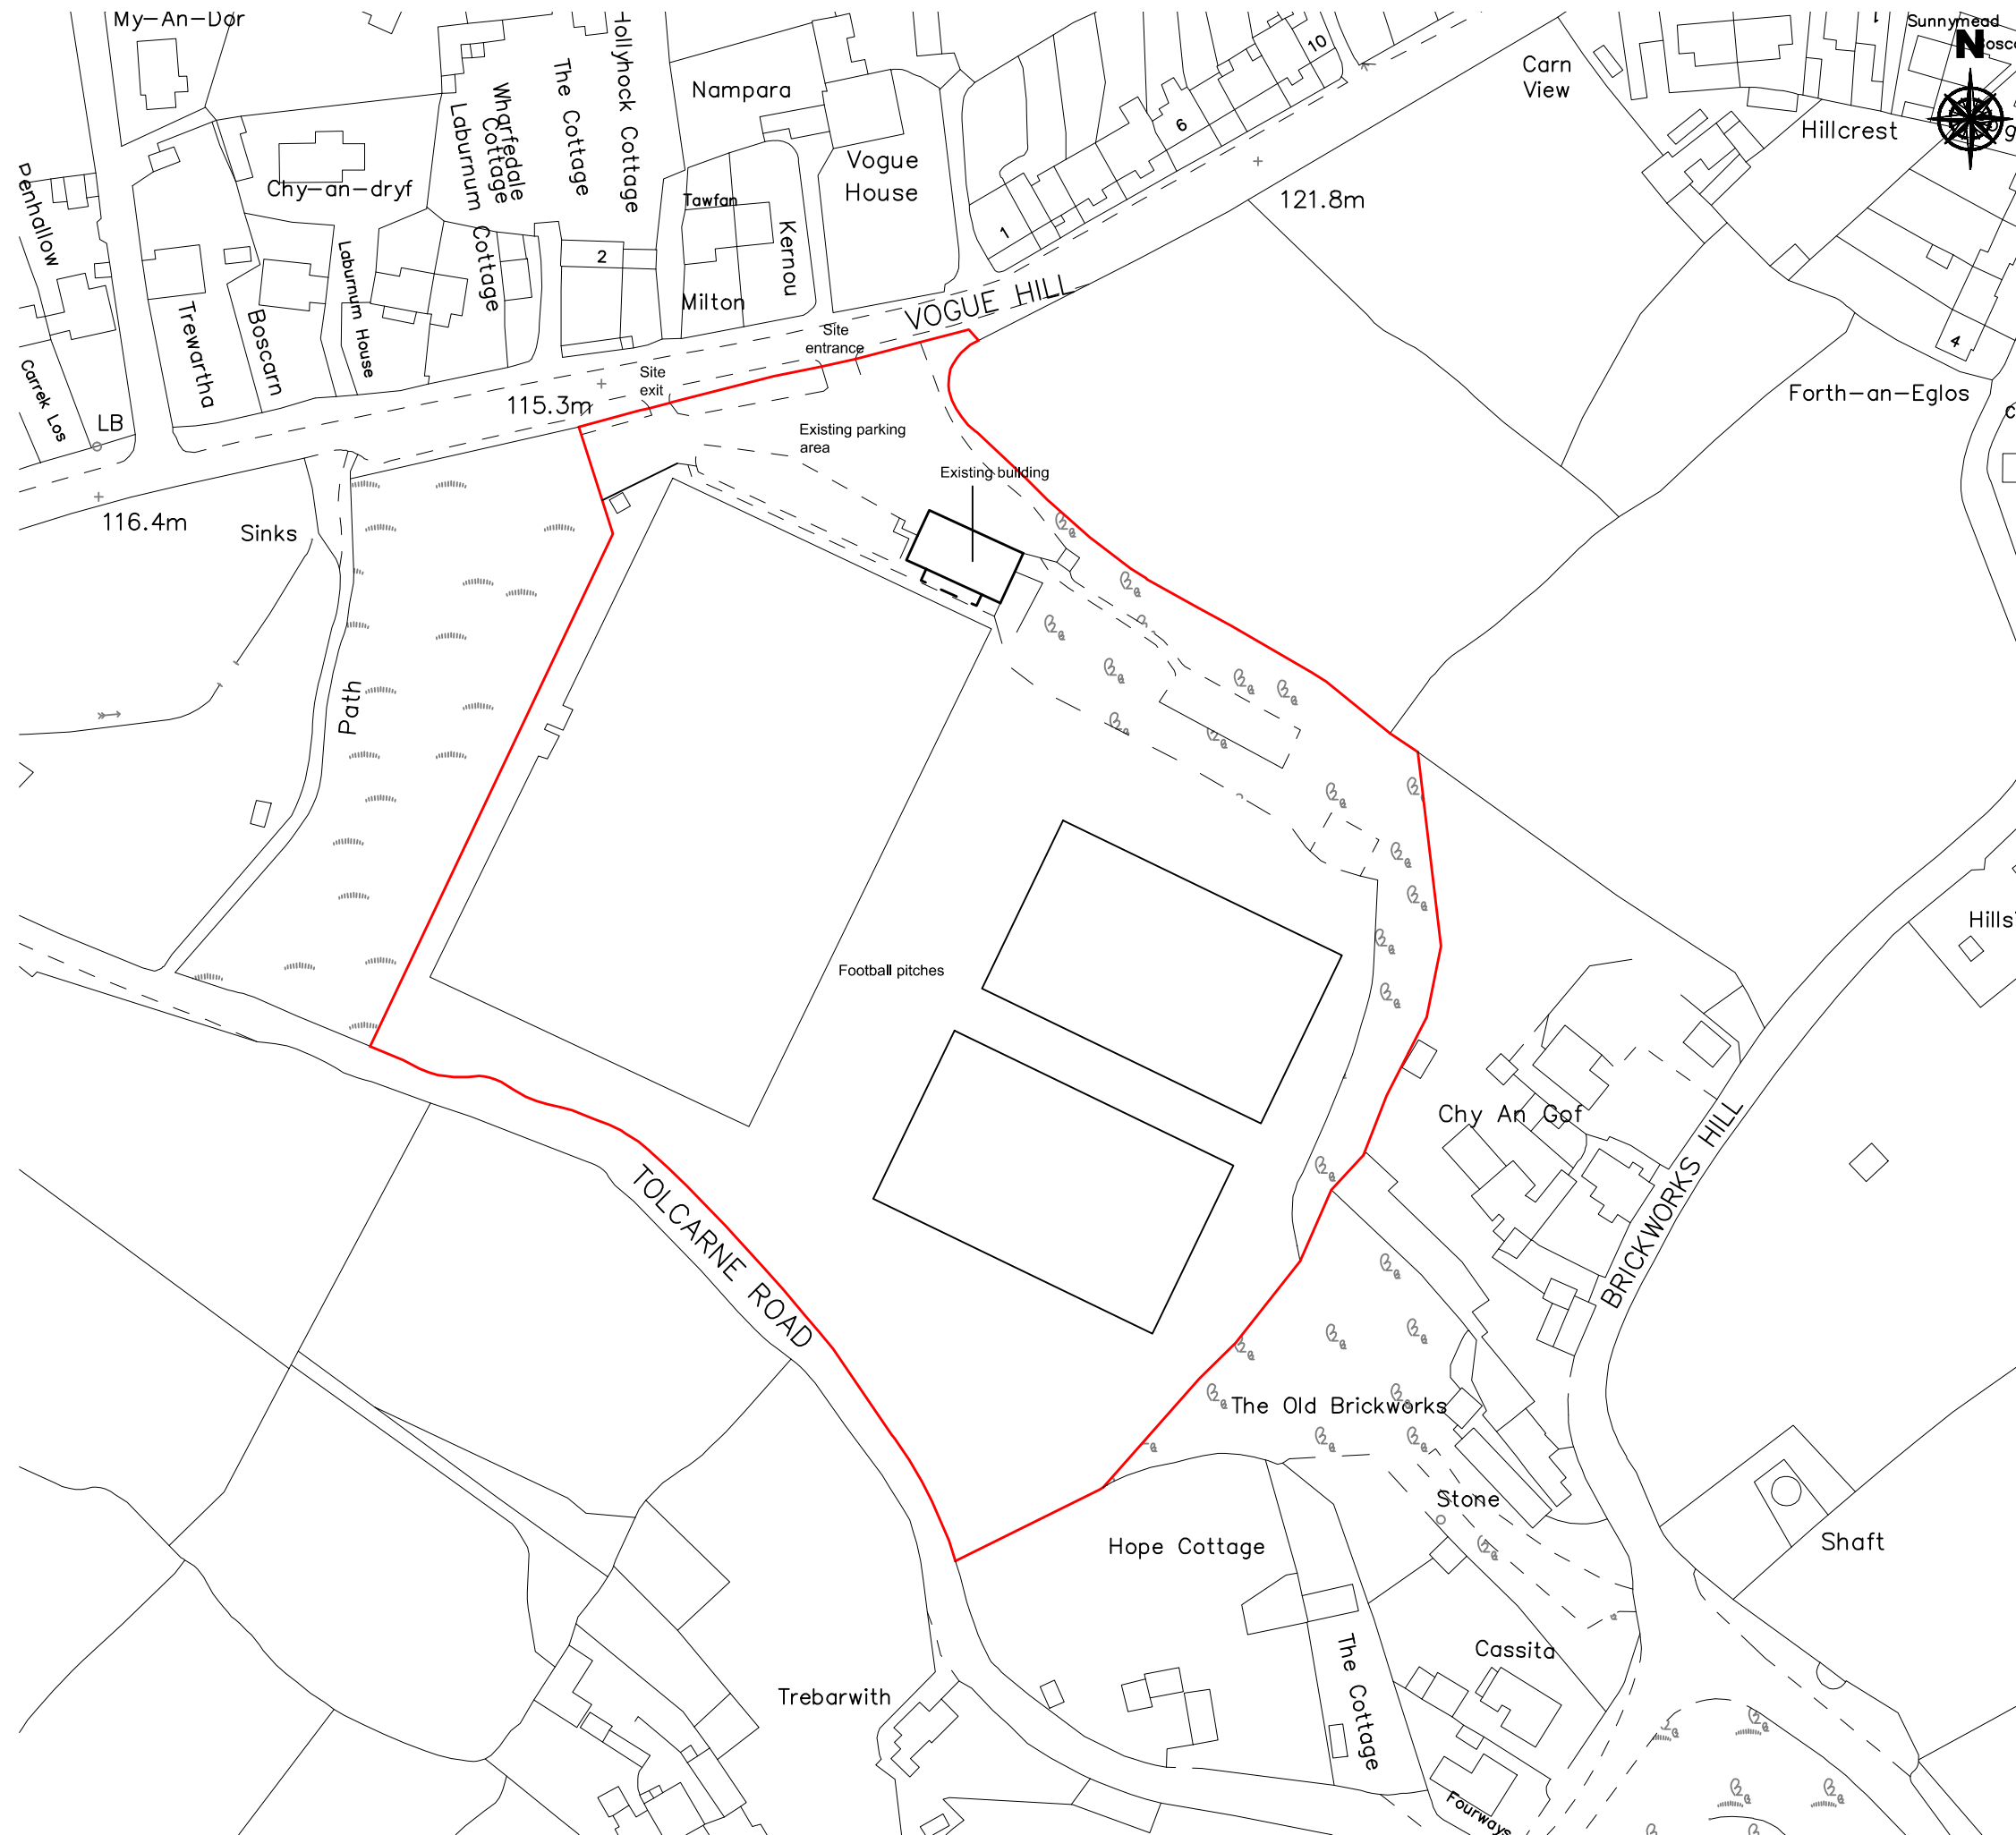 My-An-Dor
Hollyhock Cottage
The Cottage
Wharfedale
Cottage
Laburnum Cottage
Nampara
10
6
1
Carn
View
1
Sunnymead
N
Hillcrest
Chy-an-dryf
Penhallow
Vogue
House
121.8m
Tawfan
Kernou
2
Milton
Laburnum House
Trewartha
Boscarn
VOGUE HILL
Site
entrance
Site
exit
4
Carrek Los
LB
115.3m
Forth-an-Eglos
Existing parking
area
Existing building
116.4m
Sinks
Path
Football pitches
Chy An Gof
BRICKWORKS HILL
TOLCARNE ROAD
The Old Brickworks
Stone
Hope Cottage
Shaft
Cassita
The Cottage
Trebarwith
Fourways